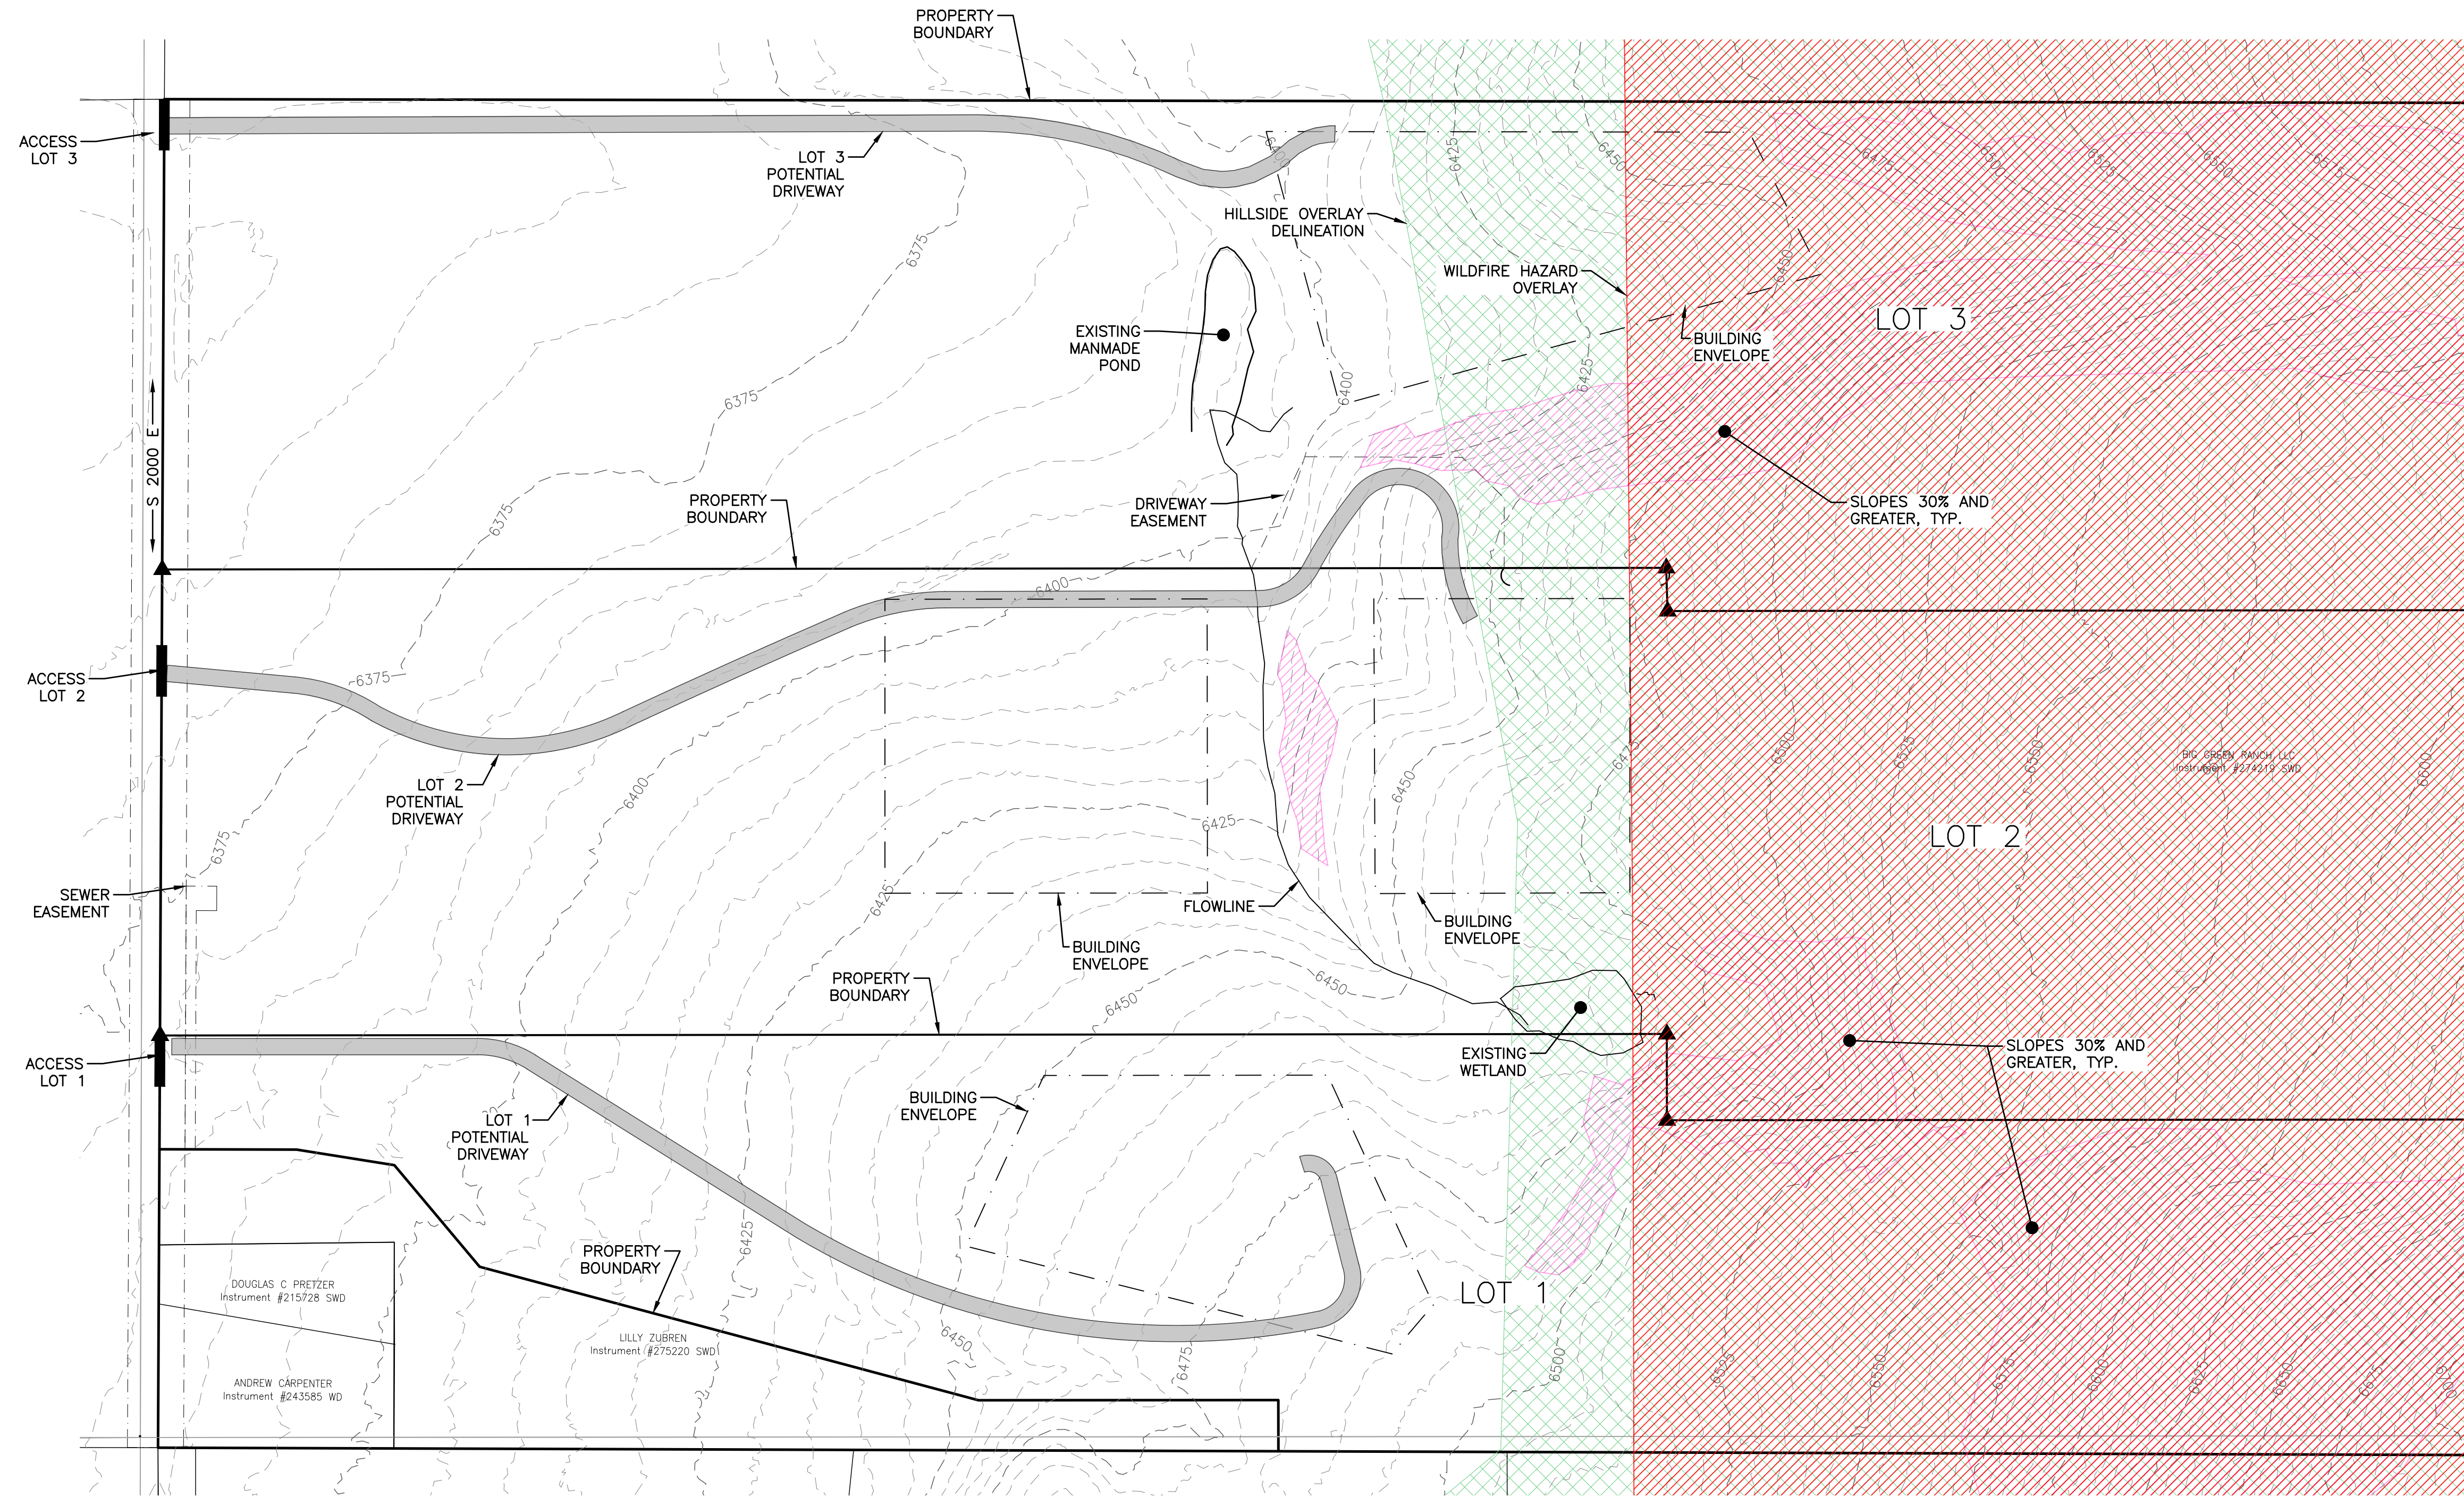 PROPERTY
BOUNDARY
ACCESS
LOT 3
LOT 3
POTENTIAL
DRIVEWAY
6400
6425
6450
6475
6500
6525
6550
6575
HILLSIDE OVERLAY
DELINEATION
6375
WILDFIRE HAZARD
OVERLAY
6450
LOT 3
EXISTING
MANMADE
POND
BUILDING
ENVELOPE
6375
6400
6425
S 2000 E
PROPERTY
BOUNDARY
6375
DRIVEWAY
EASEMENT
SLOPES 30% AND
GREATER, TYP.
6400
ACCESS
LOT 2
6375
LOT 2
POTENTIAL
DRIVEWAY
6400
6425
6450
6425
6500
6525
6550
BIG GREEN RANCH LLC
Instrument #274219 SWD
6600
LOT 2
6375
SEWER
EASEMENT
6425
FLOWLINE
BUILDING
ENVELOPE
BUILDING
ENVELOPE
PROPERTY
BOUNDARY
6450
6450
ACCESS
LOT 1
EXISTING
WETLAND
SLOPES 30% AND
GREATER, TYP.
LOT 1
POTENTIAL
DRIVEWAY
BUILDING
ENVELOPE
6425
PROPERTY
BOUNDARY
LOT 1
DOUGLAS C PRETZER
Instrument #215728 SWD
LILLY ZUBREN
Instrument #275220 SWD
ANDREW CARPENTER
Instrument #243585 WD
6450
6475
6500
6525
6550
6575
6600
6625
6650
6675
6700